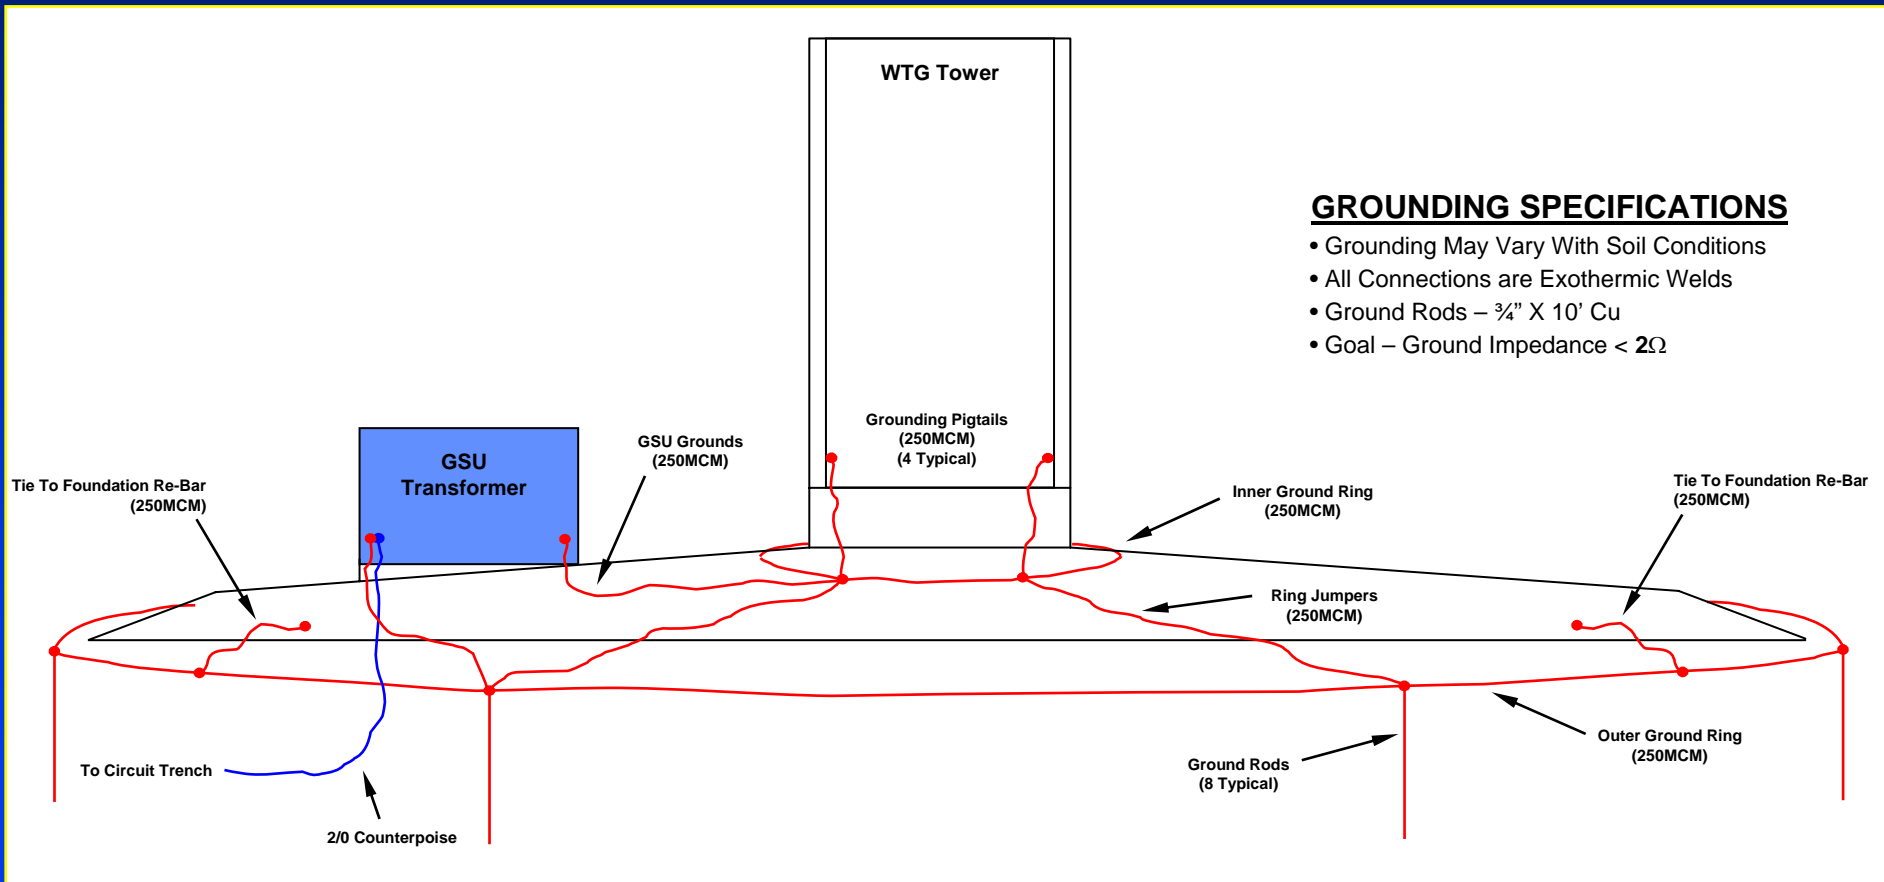 WTG Tower
GROUNDING SPECIFICATIONS
• Grounding May Vary With Soil Conditions
• All Connections are Exothermic Welds
• Ground Rods – ¾” X 10’ Cu
• Goal – Ground Impedance < 2Ω
Grounding Pigtails
(250MCM)
(4 Typical)
GSU Grounds
(250MCM)
GSU
Transformer
Tie To Foundation Re-Bar
(250MCM)
Inner Ground Ring
(250MCM)
Tie To Foundation Re-Bar
(250MCM)
Ring Jumpers
(250MCM)
Outer Ground Ring
(250MCM)
To Circuit Trench
Ground Rods
(8 Typical)
2/0 Counterpoise